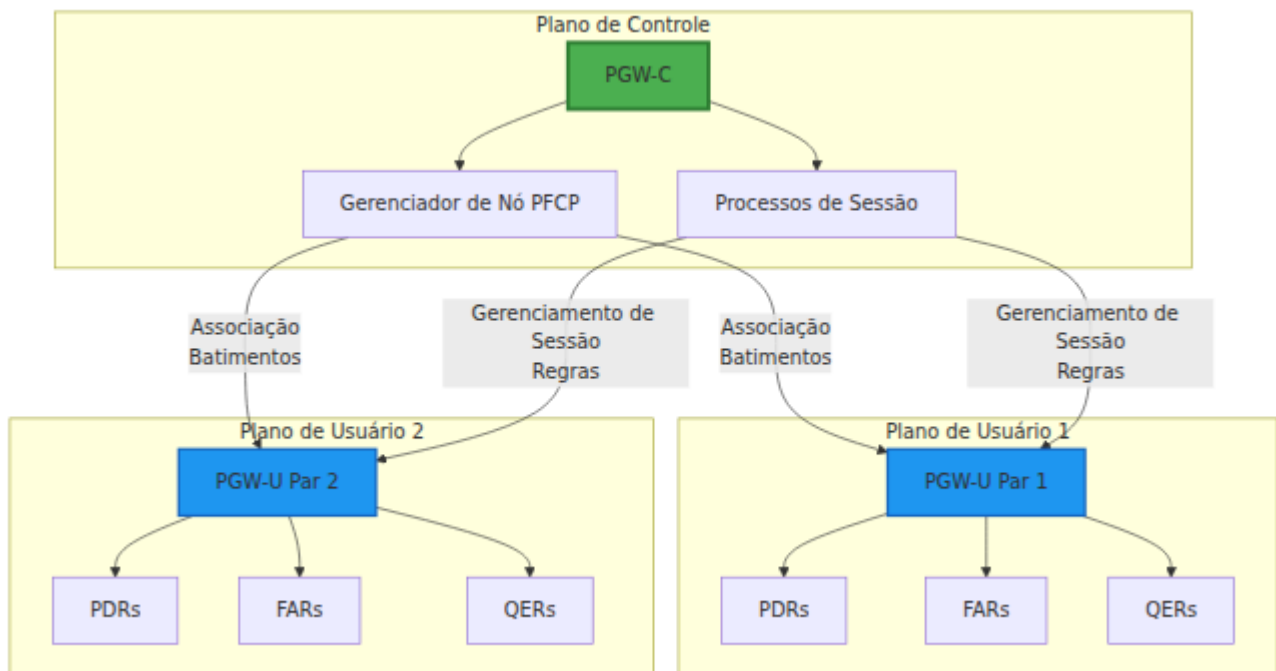 Plano de Controle
PGW-C
Gerenciador de Nó PFCP
Processos de Sessão
Associação
Batimentos
Gerenciamento de
Sessão
Regras
Associação
Batimentos
Gerenciamento de
Sessão
Regras
Plano de Usuário 2
PGW-U Par 2
PDRs
FARs
QERs
Plano de Usuário 1
PGW-U Par 1
PDRs
FARs
QERs